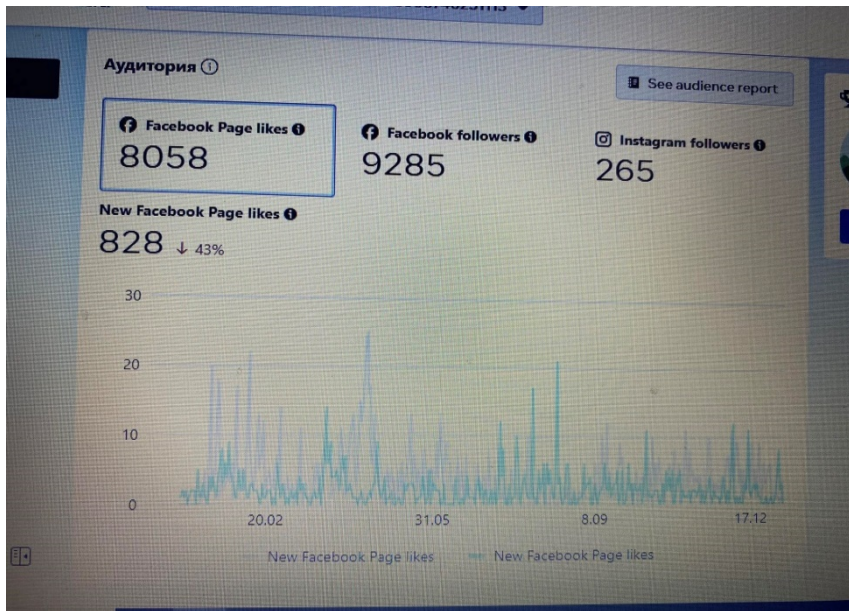 Аудитория
See audience report
Facebook Page likes
8058
Facebook followers
9285
Instagram followers
265
New Facebook Page likes
828 ↓ 43%
30
20
10
0
20.02 31.05 8.09 17.12
New Facebook Page likes New Facebook Page likes